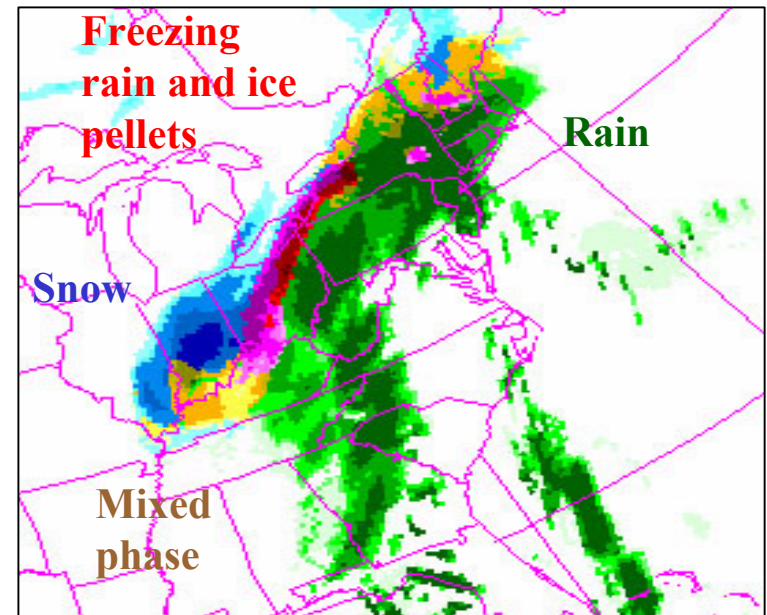 Freezing
rain and ice
pellets
Rain
Snow
Mixed
phase